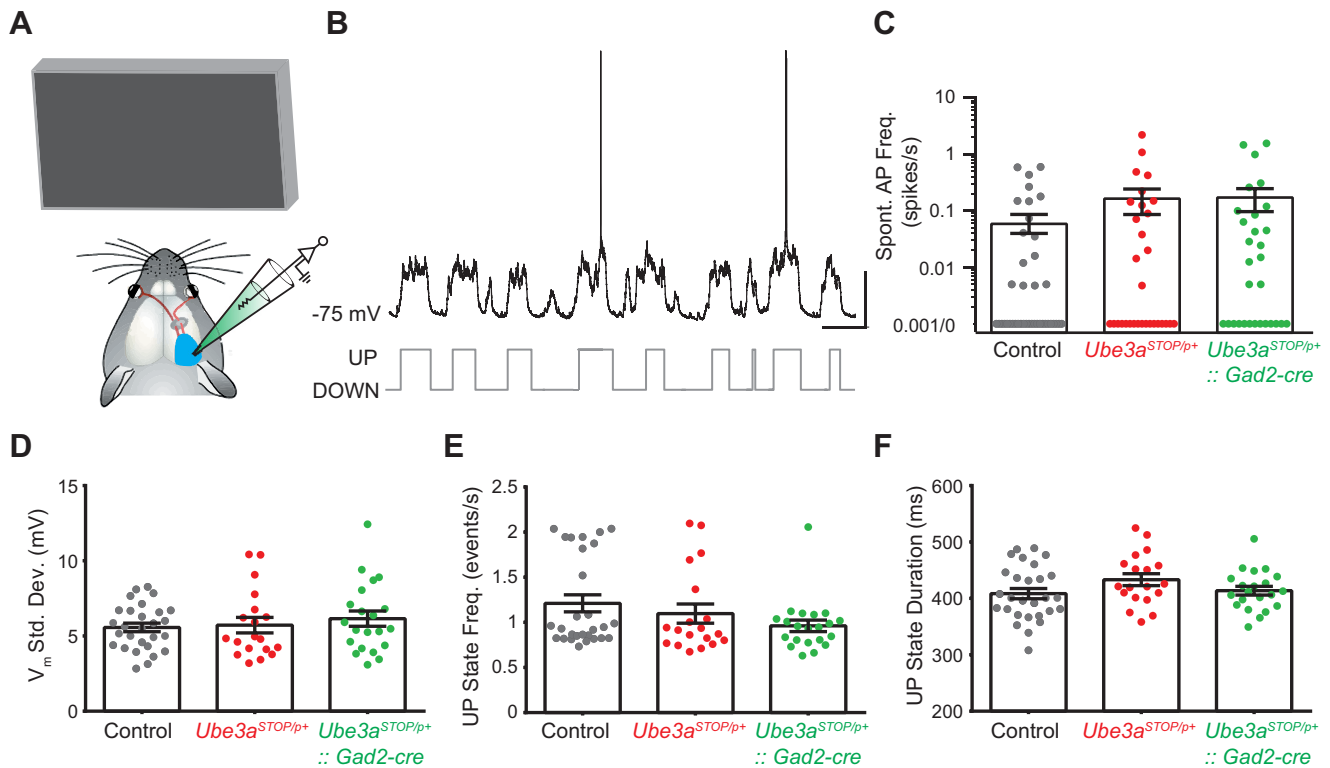 A
B
-75 mV
UP
DOWN
C
Spont. AP Freq.
(spikes/s)
10
1
0.1
0.01
0.001/0
Control
Ube3a^STOP/p+
Ube3a^STOP/p+
:: Gad2-cre
D
V_m Std. Dev. (mV)
15
10
5
0
Control
Ube3a^STOP/p+
Ube3a^STOP/p+
:: Gad2-cre
E
UP State Freq. (events/s)
2.5
2
1.5
1
0.5
0
Control
Ube3a^STOP/p+
Ube3a^STOP/p+
:: Gad2-cre
F
UP State Duration (ms)
600
500
400
300
200
Control
Ube3a^STOP/p+
Ube3a^STOP/p+
:: Gad2-cre